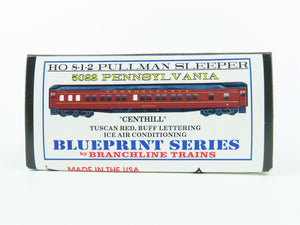 HO 8-1-2 PULLMAN SLEEPER
5022 PENNSYLVANIA
"CENTHILL"
TUSCAN RED, BUFF LETTERING
ICE AIR CONDITIONING
BLUEPRINT SERIES
by BRANCHLINE TRAINS
MADE IN THE USA